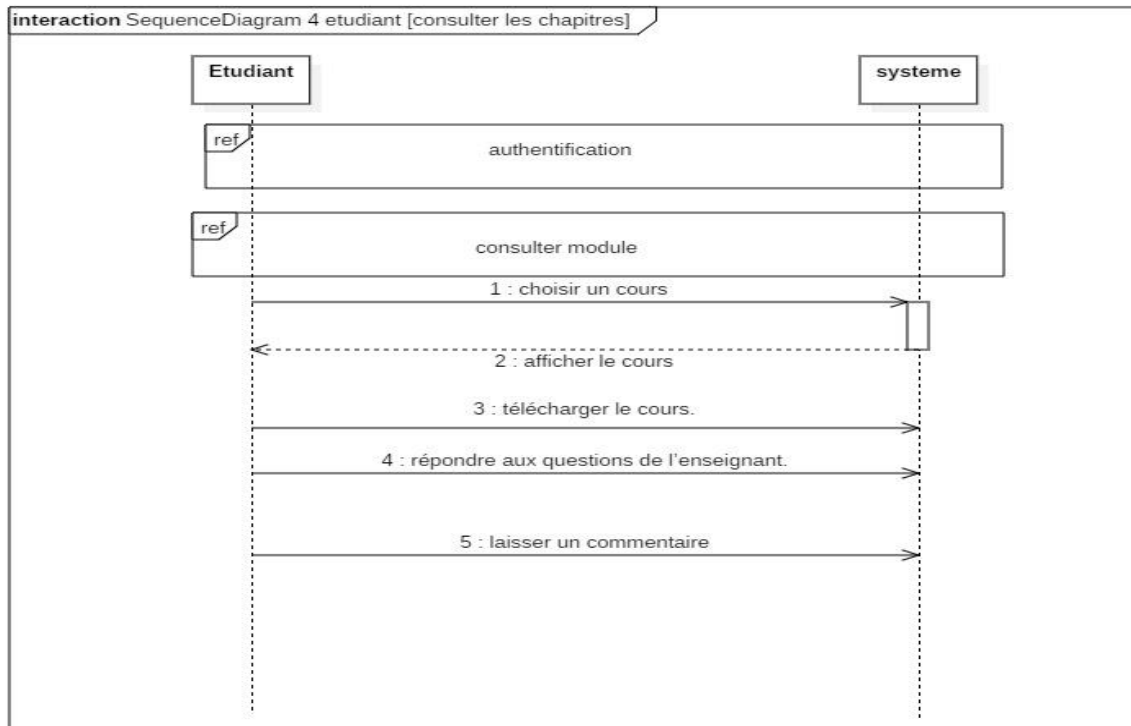 interaction SequenceDiagram 4 etudiant [consulter les chapitres]
Etudiant
systeme
ref
authentification
ref
consulter module
1 : choisir un cours
2 : afficher le cours
3 : télécharger le cours.
4 : répondre aux questions de l’enseignant.
5 : laisser un commentaire